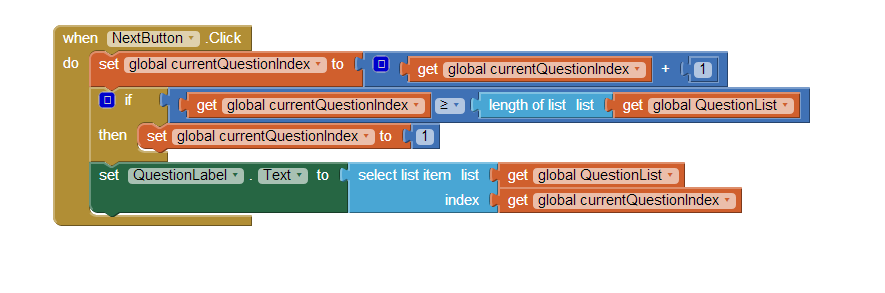 when NextButton .Click
do set global currentQuestionIndex to get global currentQuestionIndex + 1
if get global currentQuestionIndex ≥ length of list list get global QuestionList
then set global currentQuestionIndex to 1
set QuestionLabel . Text to select list item list get global QuestionList
index get global currentQuestionIndex